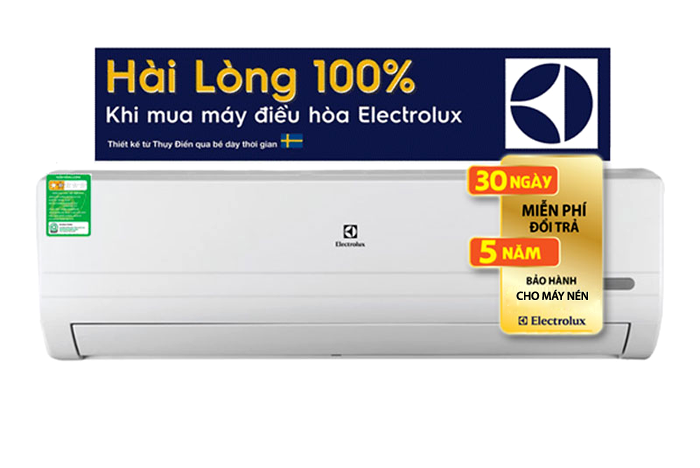 Hài Lòng 100%
Khi mua máy điều hòa Electrolux
Thiết kế từ Thụy Điển qua bề dày thời gian
30 NGÀY
MIỄN PHÍ
ĐỔI TRẢ
5 NĂM
BẢO HÀNH
CHO MÁY NÉN
Electrolux
Electrolux